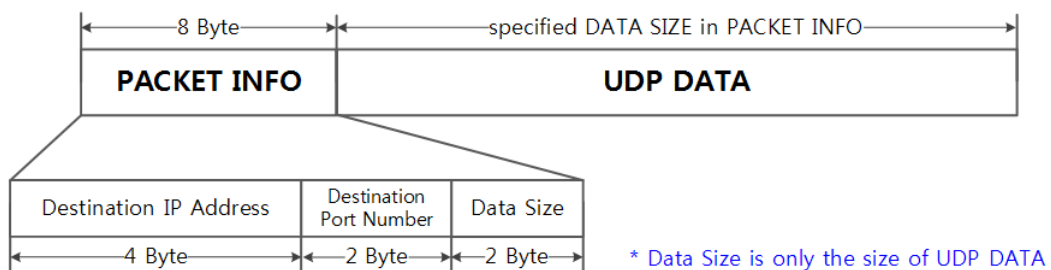 8 Byte specified DATA SIZE in PACKET INFO
PACKET INFO UDP DATA
Destination IP Address Destination Port Number Data Size
4 Byte 2 Byte 2 Byte * Data Size is only the size of UDP DATA